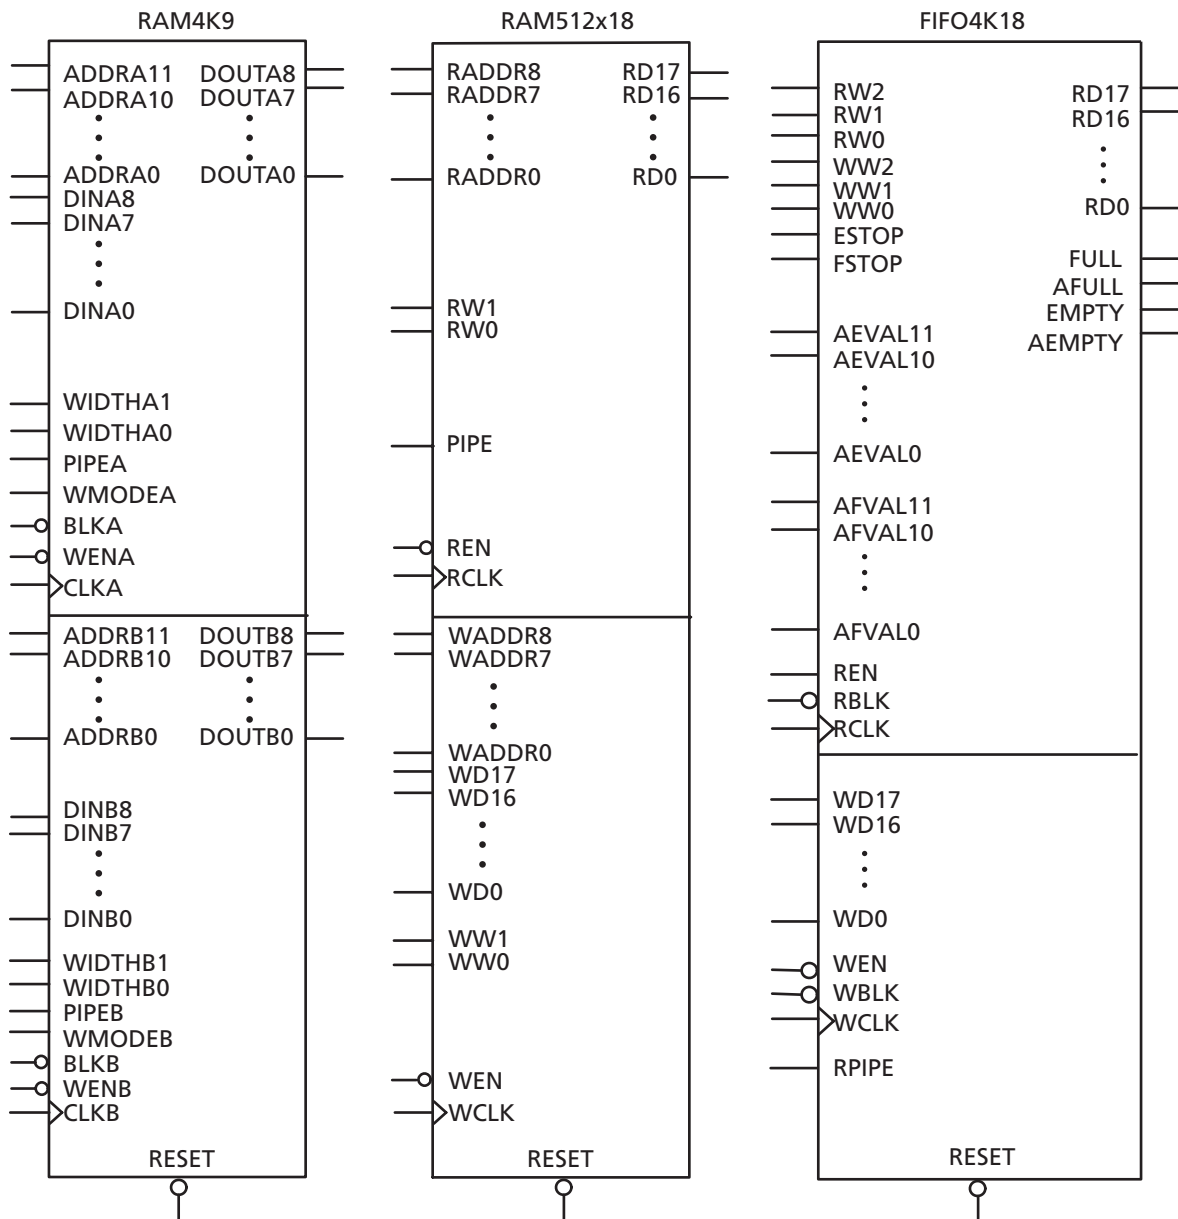 RAM4K9
ADDRA11 DOUTA8
ADDRA10 DOUTA7
ADDRA0 DOUTA0
DINA8
DINA7
DINA0
WIDTHA1
WIDTHA0
PIPEA
WMODEA
BLKA
WENA
CLKA
ADDRB11 DOUTB8
ADDRB10 DOUTB7
ADDRB0 DOUTB0
DINB8
DINB7
DINB0
WIDTHB1
WIDTHB0
PIPEB
WMODEB
BLKB
WENB
CLKB
RESET
RAM512x18
RADDR8 RD17
RADDR7 RD16
RADDR0 RD0
RW1
RW0
PIPE
REN
RCLK
WADDR8
WADDR7
WADDR0
WD17
WD16
WD0
WW1
WW0
WEN
WCLK
RESET
FIFO4K18
RW2 RD17
RW1 RD16
RW0
WW2
WW1
WW0 RD0
ESTOP
FSTOP FULL
AFULL
EMPTY
AEVAL11 AEMPTY
AEVAL10
AEVAL0
AFVAL11
AFVAL10
AFVAL0
REN
RBLK
RCLK
WD17
WD16
WD0
WEN
WBLK
WCLK
RPIPE
RESET